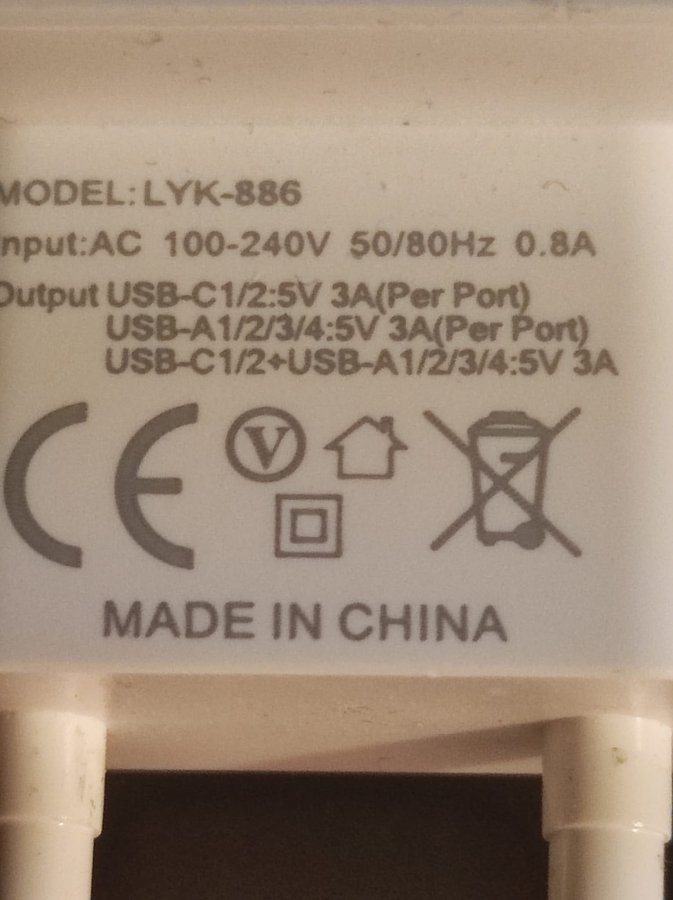 MODEL:LYK-886
nput:AC 100-240V 50/80Hz 0.8A
Output USB-C1/2:5V 3A(Per Port)
USB-A1/2/3/4:5V 3A(Per Port)
USB-C1/2+USB-A1/2/3/4:5V 3A
CE
V
MADE IN CHINA